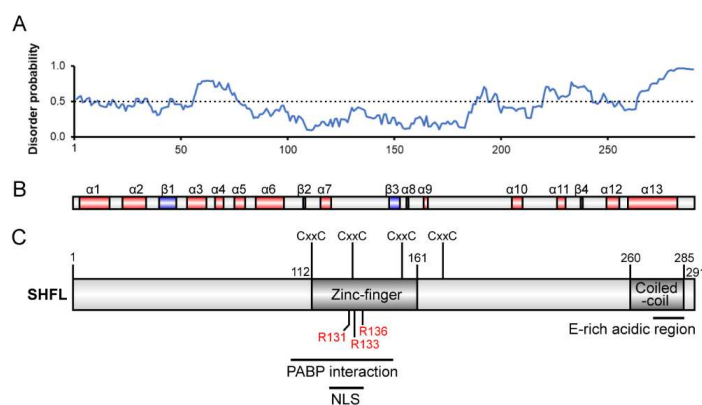 A
Disorder probability
1.0
0.5
0.0
1 50 100 150 200 250
B
α1 α2 β1 α3 α4 α5 α6 β2 α7 β3 α8 α9 α10 α11 β4 α12 α13
C
CxxC CxxC CxxC CxxC
1 112 161 260 285 291
SHFL Zinc-finger Coiled
-coil
R131 R136
R133
E-rich acidic region
PABP interaction
NLS